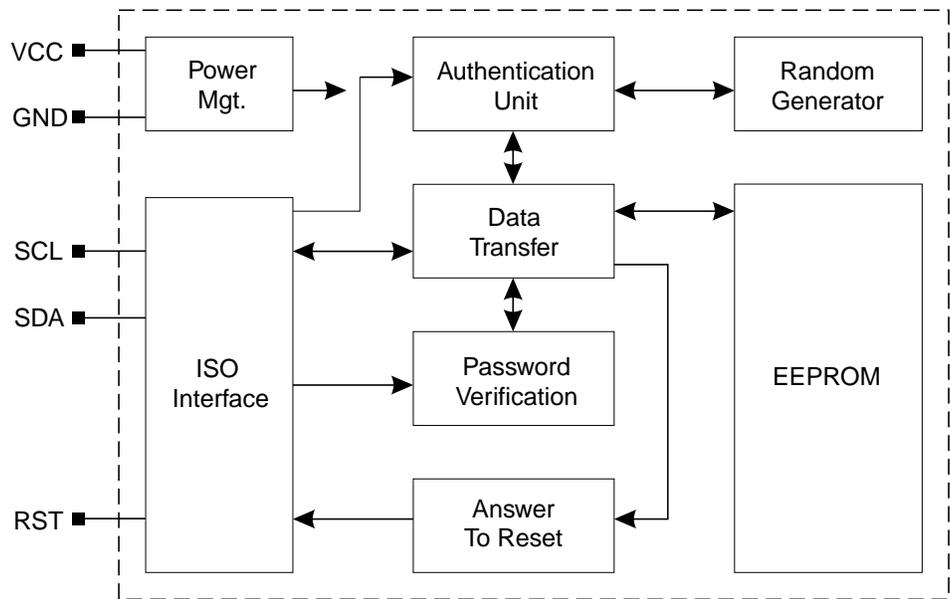 VCC
GND
Power
Mgt.
Authentication
Unit
Random
Generator
SCL
SDA
RST
ISO
Interface
Data
Transfer
Password
Verification
Answer
To Reset
EEPROM